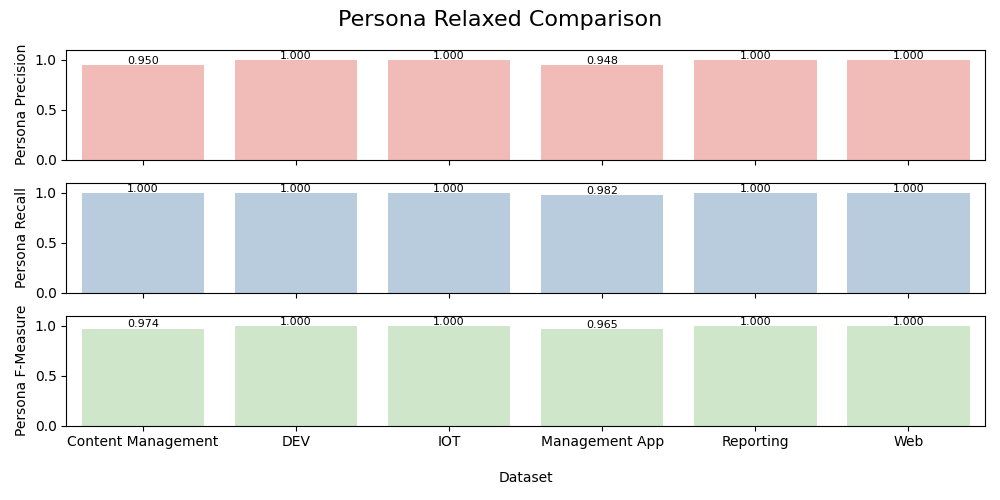 Persona Relaxed Comparison
Persona Precision
1.0
0.5
0.0
0.950
1.000
1.000
0.948
1.000
1.000
Persona Recall
1.0
0.5
0.0
1.000
1.000
1.000
0.982
1.000
1.000
Persona F-Measure
1.0
0.5
0.0
0.974
1.000
1.000
0.965
1.000
1.000
Content Management
DEV
IOT
Management App
Reporting
Web
Dataset